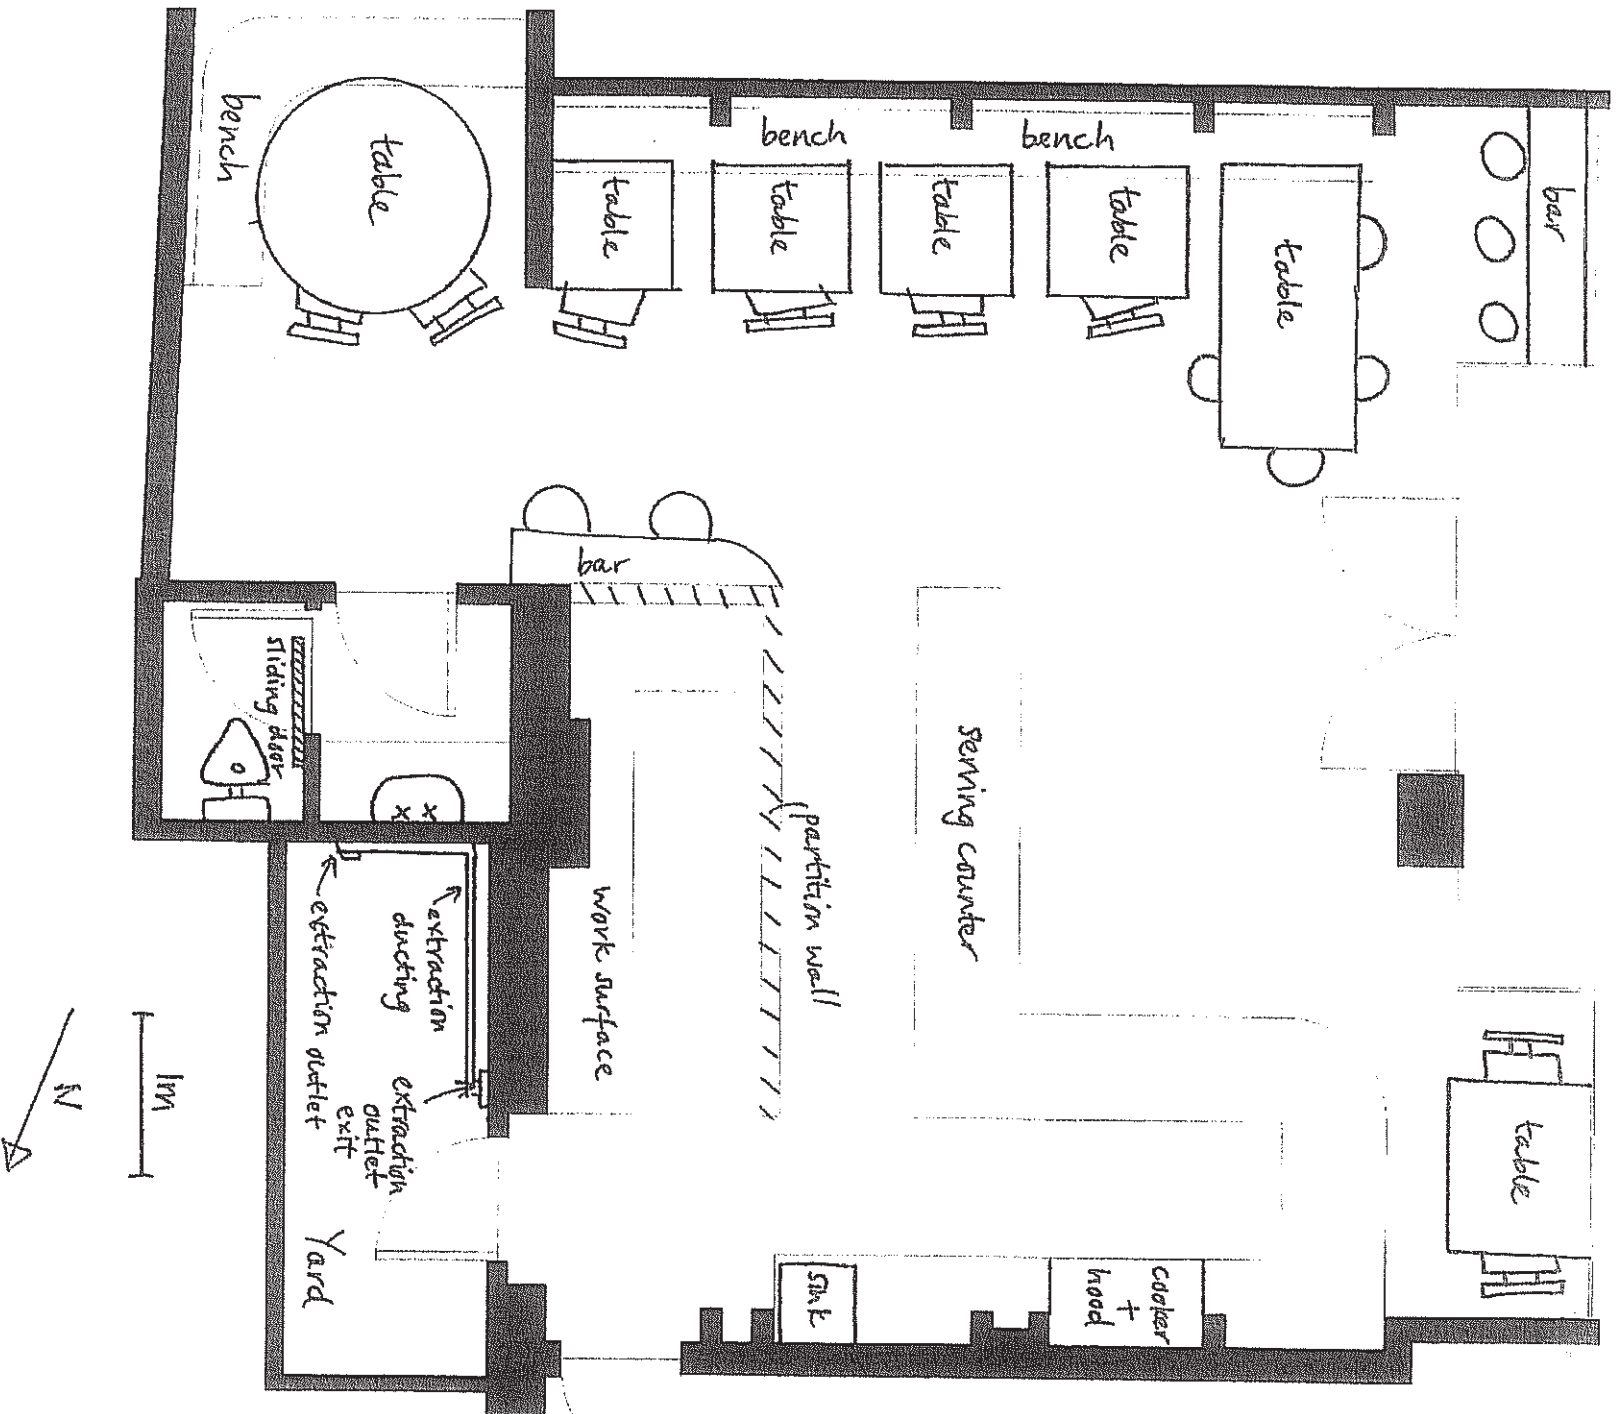 bench
table
table
bench
table
table
bench
table
table
bar
bar
sliding door
partition wall
serving counter
work surface
extraction
ducting
extraction outlet
extraction
outlet
exit
Yard
sink
cooker
+
hood
table
1m
N